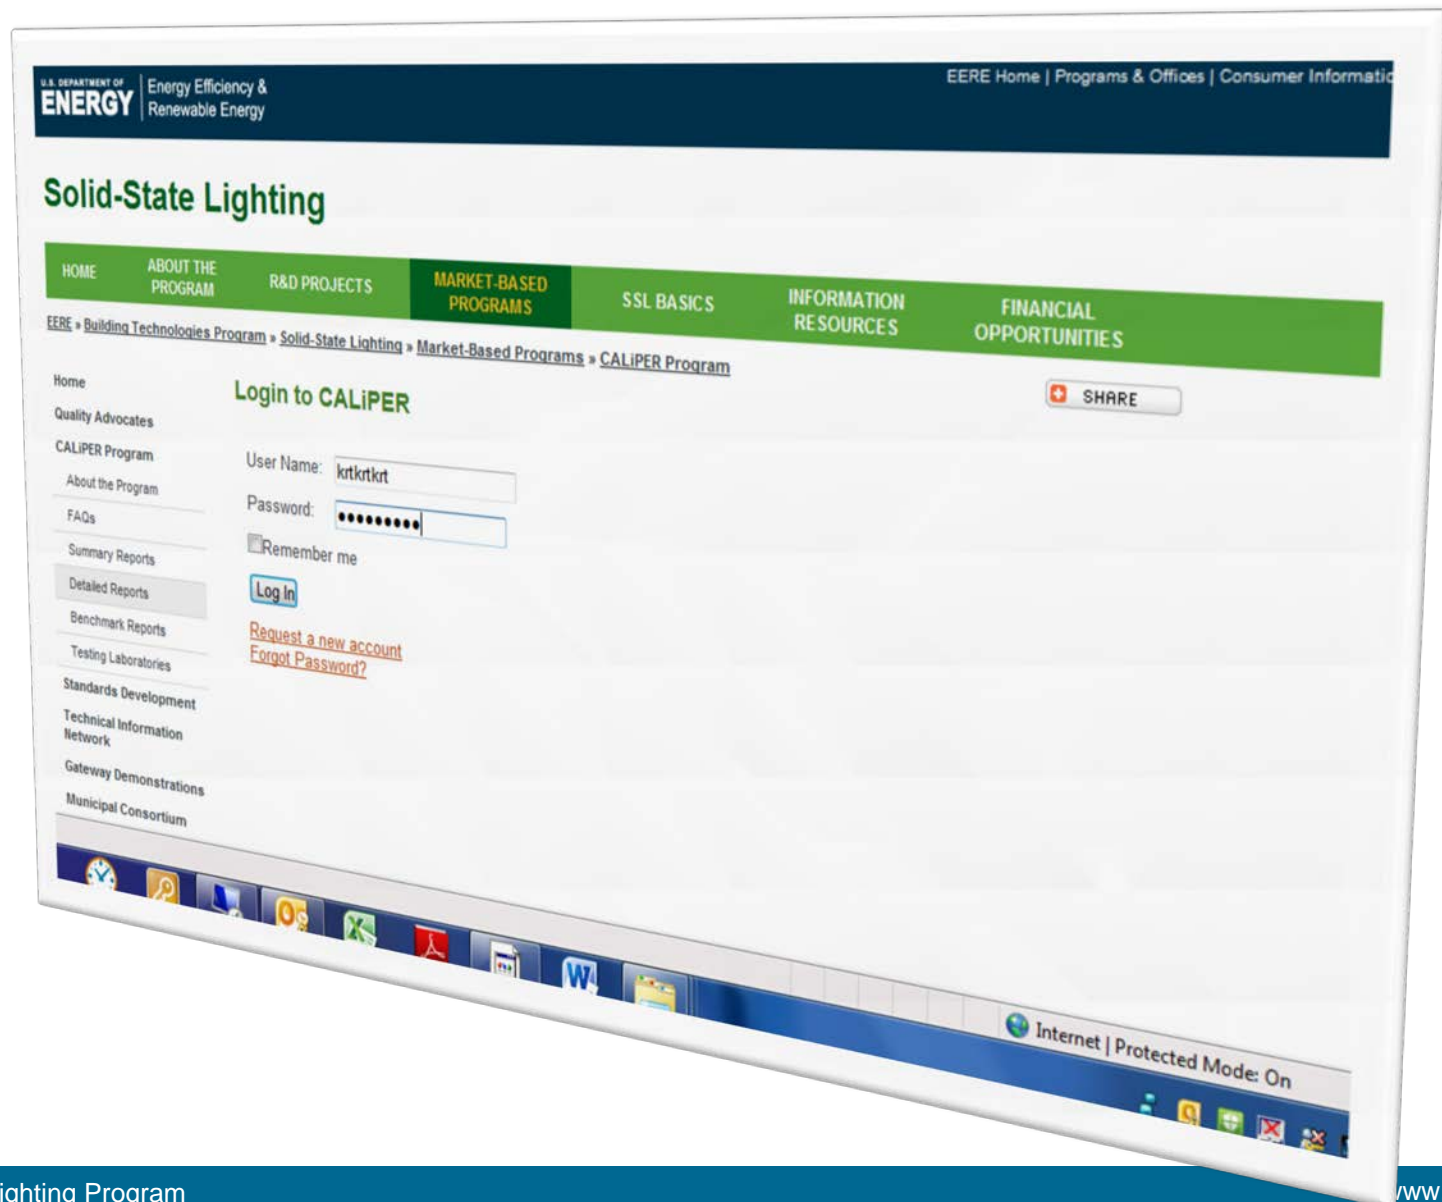 U.S. DEPARTMENT OF
ENERGY
Energy Efficiency &
Renewable Energy
EERE Home | Programs & Offices | Consumer Informatio
Solid-State Lighting
HOME
ABOUT THE
PROGRAM
R&D PROJECTS
MARKET-BASED
PROGRAMS
SSL BASICS
INFORMATION
RESOURCES
FINANCIAL
OPPORTUNITIES
EERE » Building Technologies Program » Solid-State Lighting » Market-Based Programs » CALiPER Program
SHARE
Home
Quality Advocates
CALiPER Program
About the Program
FAQs
Summary Reports
Detailed Reports
Benchmark Reports
Testing Laboratories
Standards Development
Technical Information
Network
Gateway Demonstrations
Municipal Consortium
Login to CALiPER
User Name: krtkrtkrt
Password: •••••••••
Remember me
Log In
Request a new account
Forgot Password?
Internet | Protected Mode: On
ighting Program
www